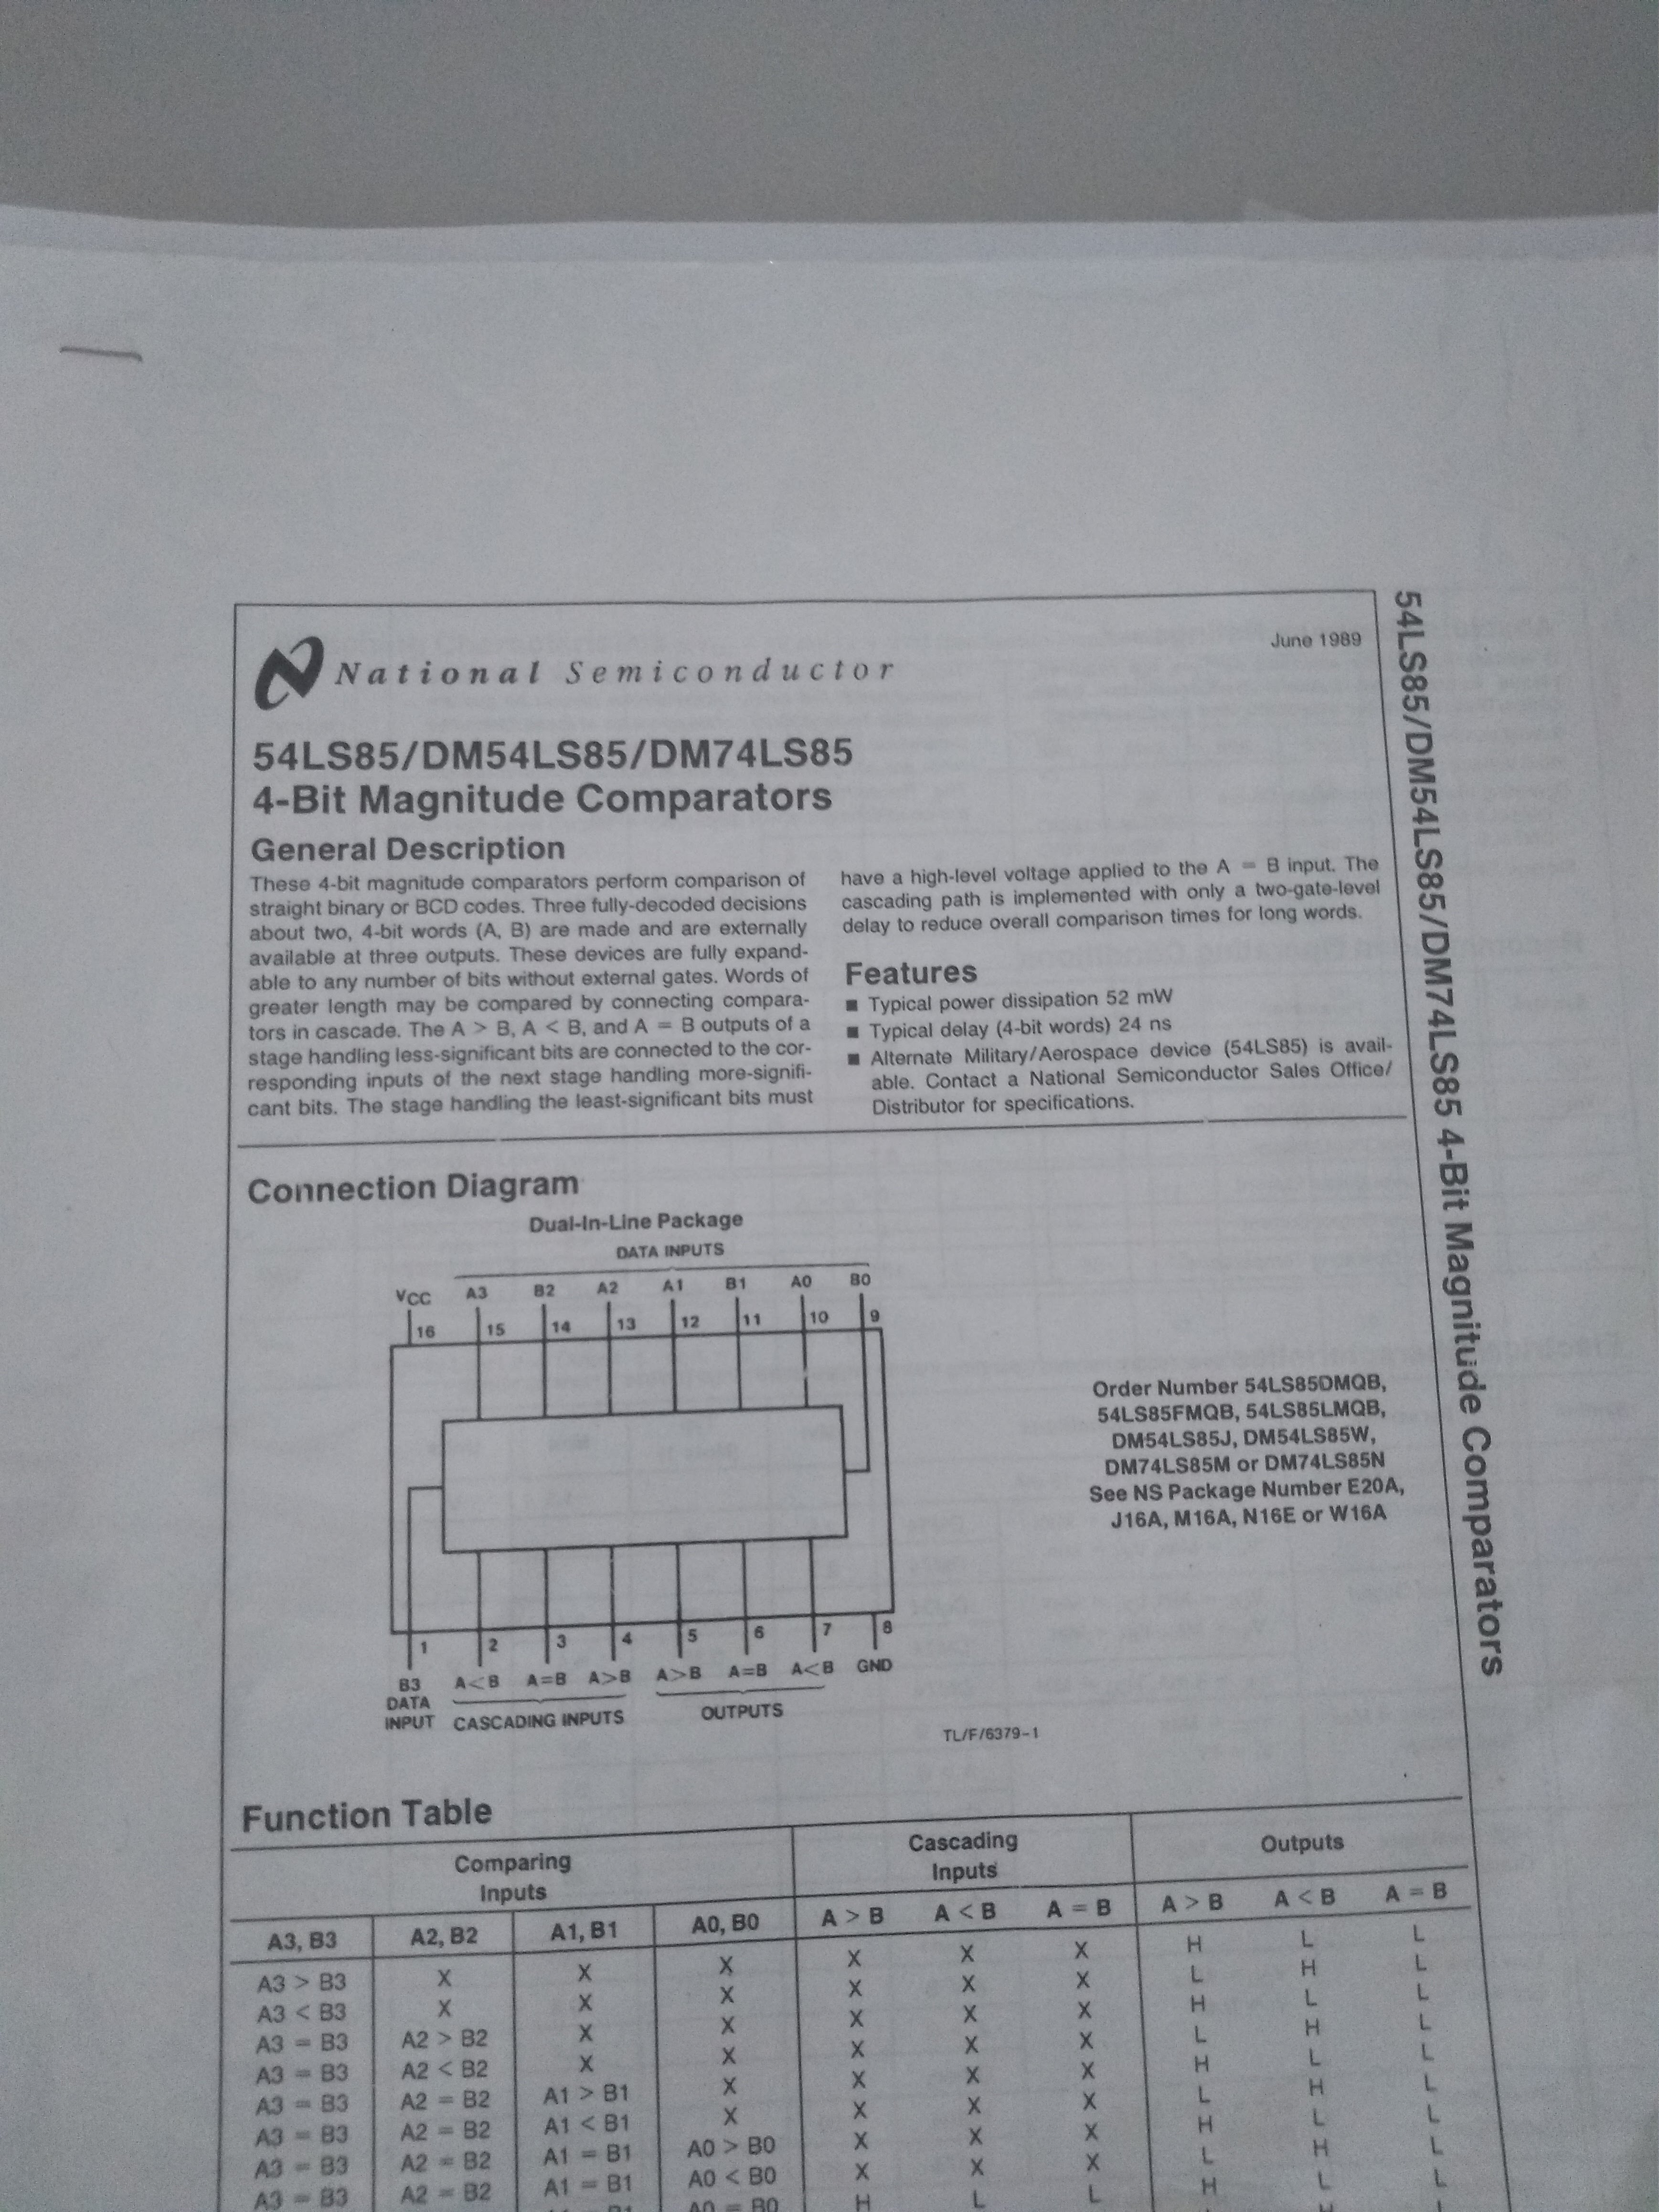 June 1989
National Semiconductor
54LS85/DM54LS85/DM74LS85
4-Bit Magnitude Comparators
General Description
These 4-bit magnitude comparators perform comparison of
straight binary or BCD codes. Three fully-decoded decisions
about two, 4-bit words (A, B) are made and are externally
available at three outputs. These devices are fully expand-
able to any number of bits without external gates. Words of
greater length may be compared by connecting compara-
tors in cascade. The A > B, A < B, and A = B outputs of a
stage handling less-significant bits are connected to the cor-
responding inputs of the next stage handling more-signifi-
cant bits. The stage handling the least-significant bits must
have a high-level voltage applied to the A = B input. The
cascading path is implemented with only a two-gate-level
delay to reduce overall comparison times for long words.
Features
■ Typical power dissipation 52 mW
■ Typical delay (4-bit words) 24 ns
■ Alternate Military/Aerospace device (54LS85) is avail-
able. Contact a National Semiconductor Sales Office/
Distributor for specifications.
54LS85/DM54LS85/DM74LS85 4-Bit Magnitude Comparators
Connection Diagram
Dual-In-Line Package
DATA INPUTS
VCC A3 B2 A2 A1 B1 A0 B0
16 15 14 13 12 11 10 9
1 2 3 4 5 6 7 8
B3 A<B A=B A>B A>B A=B A<B GND
DATA
INPUT CASCADING INPUTS OUTPUTS
TL/F/6379-1
Order Number 54LS85DMQB,
54LS85FMQB, 54LS85LMQB,
DM54LS85J, DM54LS85W,
DM74LS85M or DM74LS85N
See NS Package Number E20A,
J16A, M16A, N16E or W16A
Function Table
Comparing
Inputs
Cascading
Inputs
Outputs
A3, B3 A2, B2 A1, B1 A0, B0 A > B A < B A = B A > B A < B A = B
A3 > B3 X X X X X X H L L
A3 < B3 X X X X X X L H L
A3 = B3 A2 > B2 X X X X X H L L
A3 = B3 A2 < B2 X X X X X L H L
A3 = B3 A2 = B2 A1 > B1 X X X X H L L
A3 = B3 A2 = B2 A1 < B1 X X X X L H L
A3 = B3 A2 = B2 A1 = B1 A0 > B0 X X X H L L
A3 = B3 A2 = B2 A1 = B1 A0 < B0 X X X L H L
A0 = B0 H L L H L L